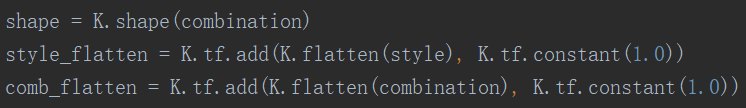 shape = K.shape(combination)
style_flatten = K.tf.add(K.flatten(style), K.tf.constant(1.0))
comb_flatten = K.tf.add(K.flatten(combination), K.tf.constant(1.0))